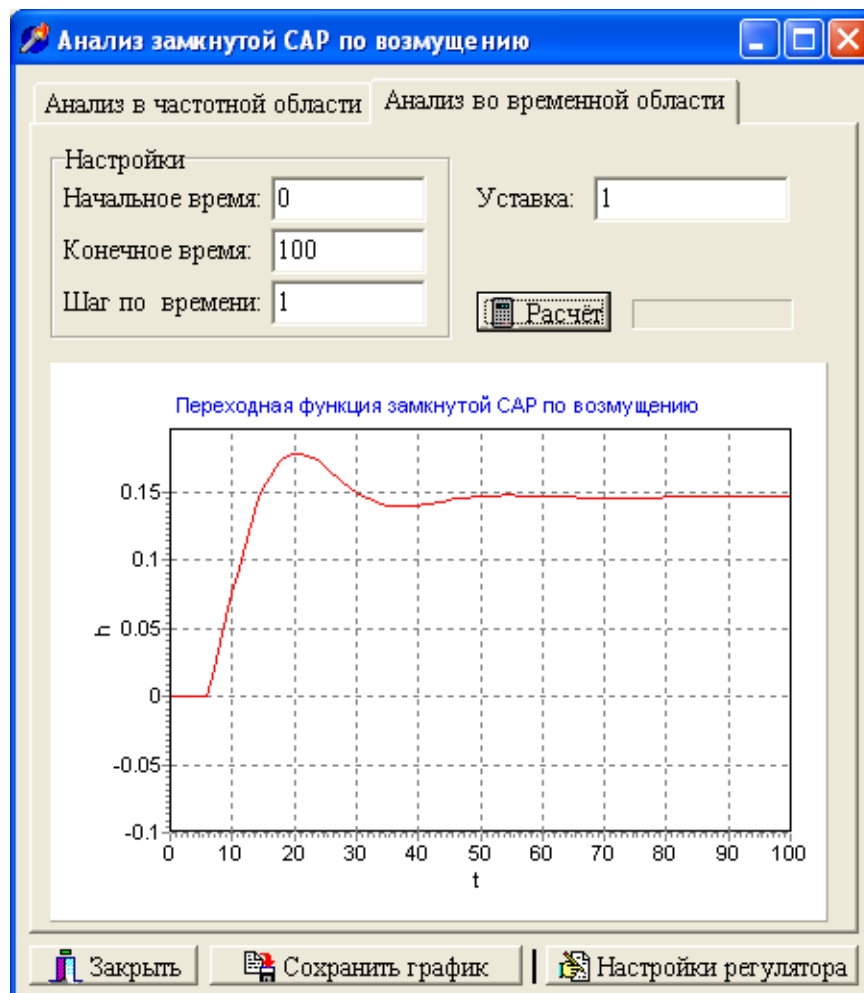 Анализ замкнутой САР по возмущению
Анализ в частотной области
Анализ во временной области
Настройки
Начальное время: 0
Уставка: 1
Конечное время: 100
Шаг по времени: 1
Расчёт
Переходная функция замкнутой САР по возмущению
0.15
0.1
h
0.05
0
-0.05
-0.1
0 10 20 30 40 50 60 70 80 90 100
t
Закрыть
Сохранить график
Настройки регулятора